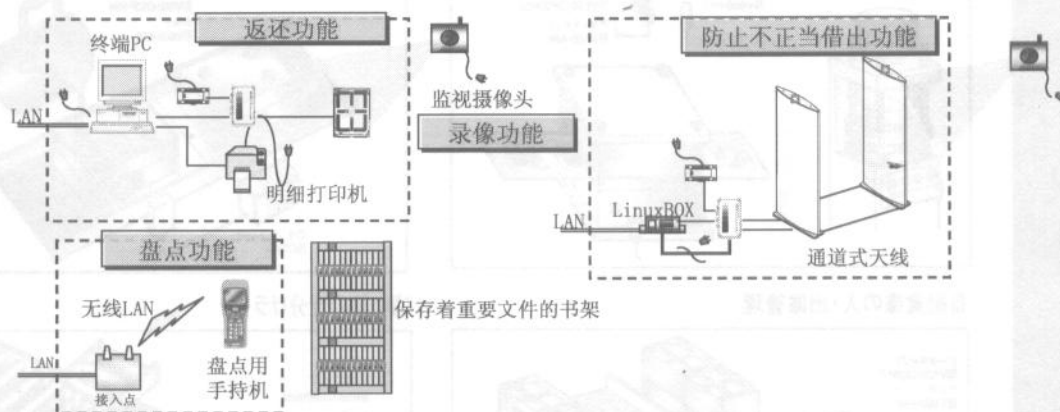 返还功能
终端PC
LAN
明细打印机
监视摄像头
录像功能
防止不正当借出功能
LAN
LinuxBOX
通道式天线
盘点功能
无线LAN
LAN
接入点
盘点用
手持机
保存着重要文件的书架